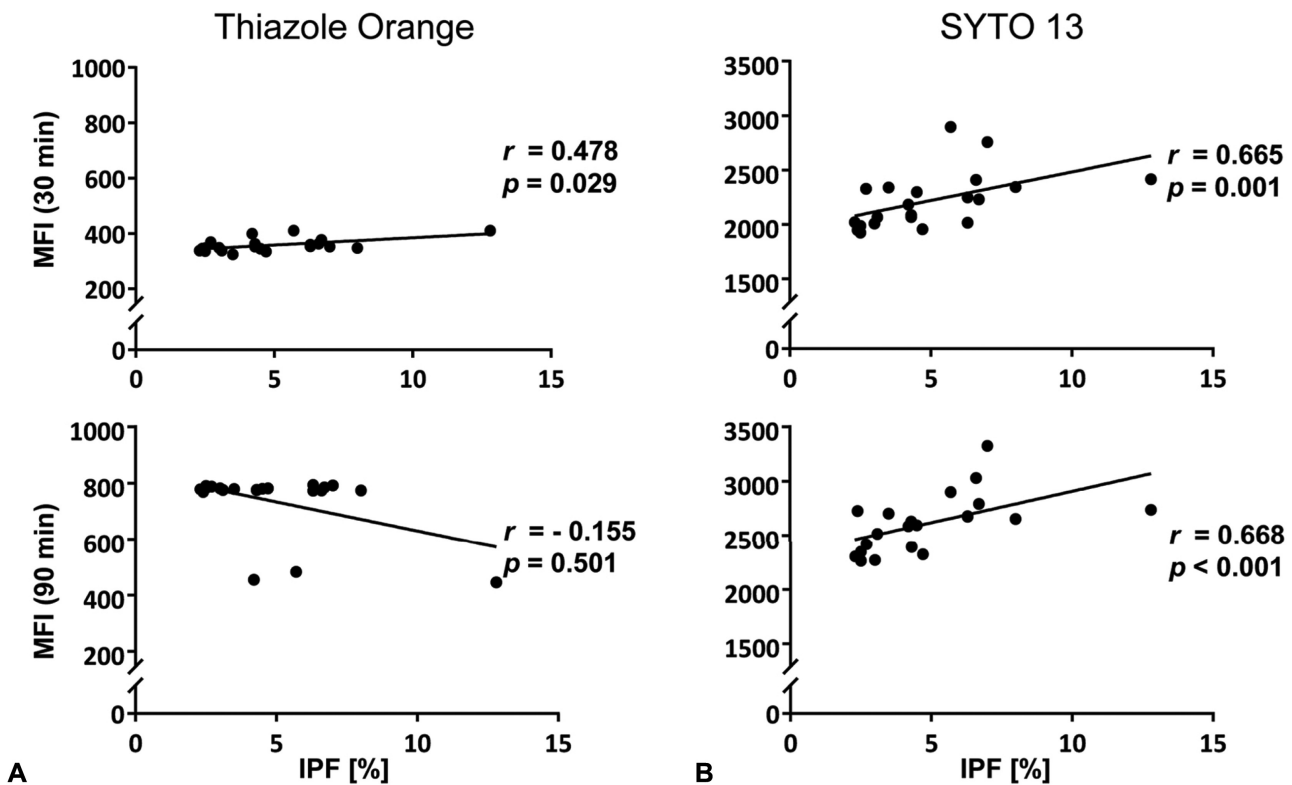 Thiazole Orange
SYTO 13
MFI (30 min)
1000
800
600
400
200
0
0 5 10 15
r = 0.478
p = 0.029
3500
3000
2500
2000
1500
0
0 5 10 15
r = 0.665
p = 0.001
MFI (90 min)
1000
800
600
400
200
0
0 5 10 15
r = - 0.155
p = 0.501
IPF [%]
3500
3000
2500
2000
1500
0
0 5 10 15
r = 0.668
p < 0.001
IPF [%]
A
B